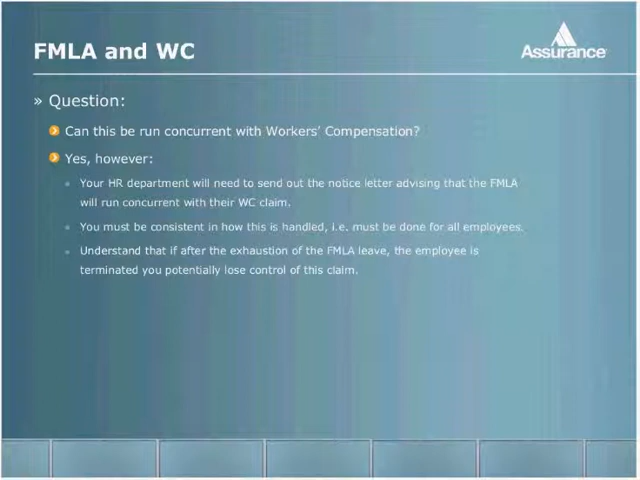 FMLA and WC
Assurance
» Question:
Can this be run concurrent with Workers' Compensation?
Yes, however:
Your HR department will need to send out the notice letter advising that the FMLA
will run concurrent with their WC claim.
You must be consistent in how this is handled, i.e. must be done for all employees.
Understand that if after the exhaustion of the FMLA leave, the employee is
terminated you potentially lose control of this claim.